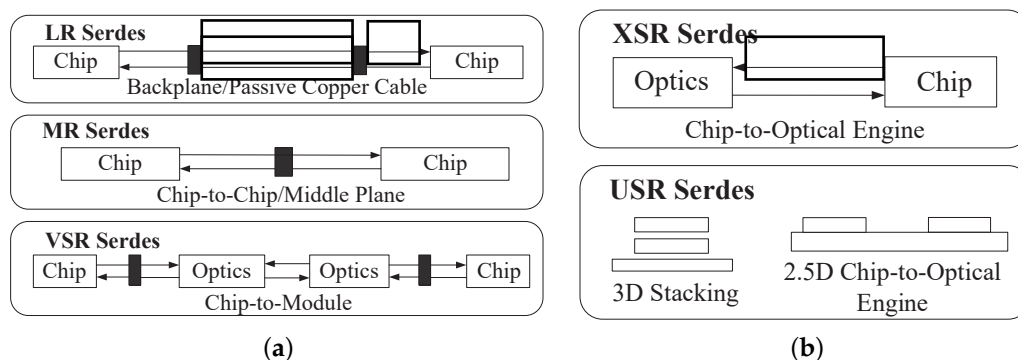 LR Serdes
Chip Chip
Backplane/Passive Copper Cable
MR Serdes
Chip Chip
Chip-to-Chip/Middle Plane
VSR Serdes
Chip Optics Optics Chip
Chip-to-Module
(a)
XSR Serdes
Optics Chip
Chip-to-Optical Engine
USR Serdes
3D Stacking
2.5D Chip-to-Optical
Engine
(b)